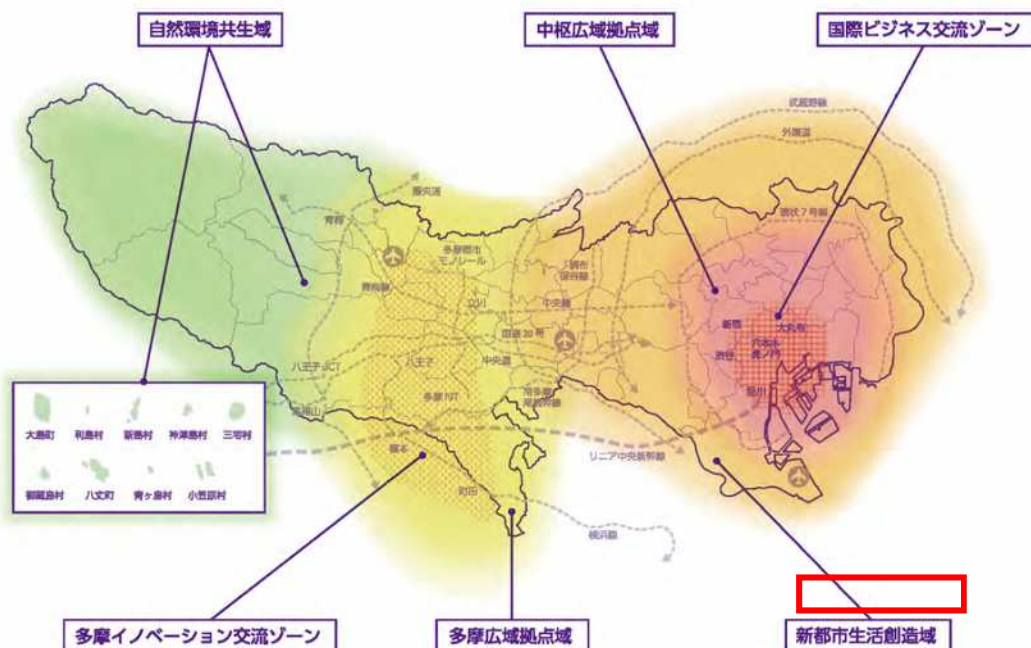 自然環境共生域
中枢広域拠点域
国際ビジネス交流ゾーン
武蔵野線
外環道
圏央道
環状7号線
青梅
多摩都市
モノレール
調布
保谷線
青梅線
立川
中央線
新宿
大丸有
国道20号
六本木
虎ノ門
渋谷
八王子JCT
八王子
中央道
品川
多摩NT
南多摩
尾根幹線
高尾山
大島町
利島村
新島村
神津島村
三宅村
橋本
リニア中央新幹線
御蔵島村
八丈町
青ヶ島村
小笠原村
町田
横浜線
多摩イノベーション交流ゾーン
多摩広域拠点域
新都市生活創造域